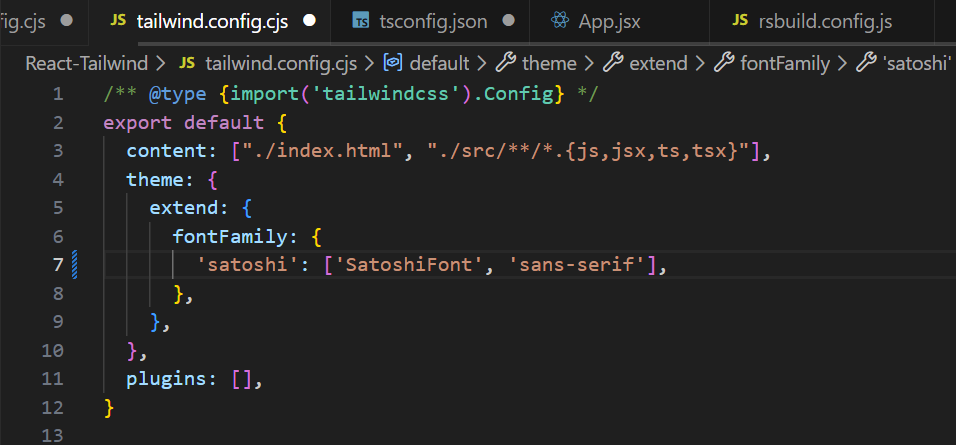 fig.cjs JS tailwind.config.cjs TS tsconfig.json App.jsx JS rsbuild.config.js
React-Tailwind > JS tailwind.config.cjs > default > theme > extend > fontFamily > 'satoshi'
1 /** @type {import('tailwindcss').Config} */
2 export default {
3 content: ["./index.html", "./src/**/*.{js,jsx,ts,tsx}"],
4 theme: {
5 extend: {
6 fontFamily: {
7 'satoshi': ['SatoshiFont', 'sans-serif'],
8 },
9 },
10 },
11 plugins: [],
12 }
13